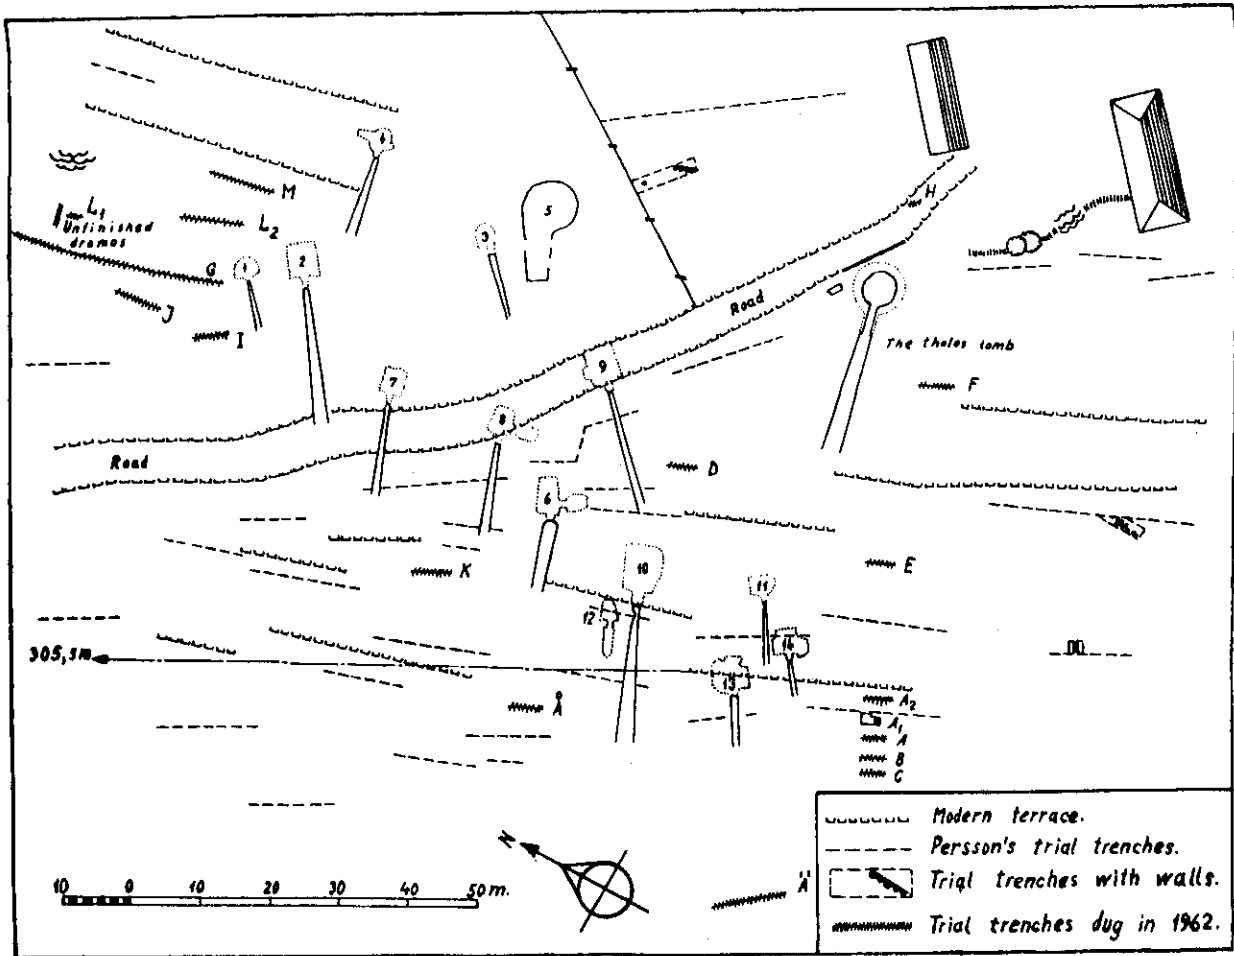 4
M
L1
Unfinished
dromos
L2
G
1
2
3
5
H
J
I
Road
The tholos tomb
F
7
8
9
Road
D
6
K
E
10
11
12
14
305,5m
13
Å
A2
A1
A
B
C
N
10 0 10 20 30 40 50 m.
Ä
Modern terrace.
Persson's trial trenches.
Trial trenches with walls.
Trial trenches dug in 1962.